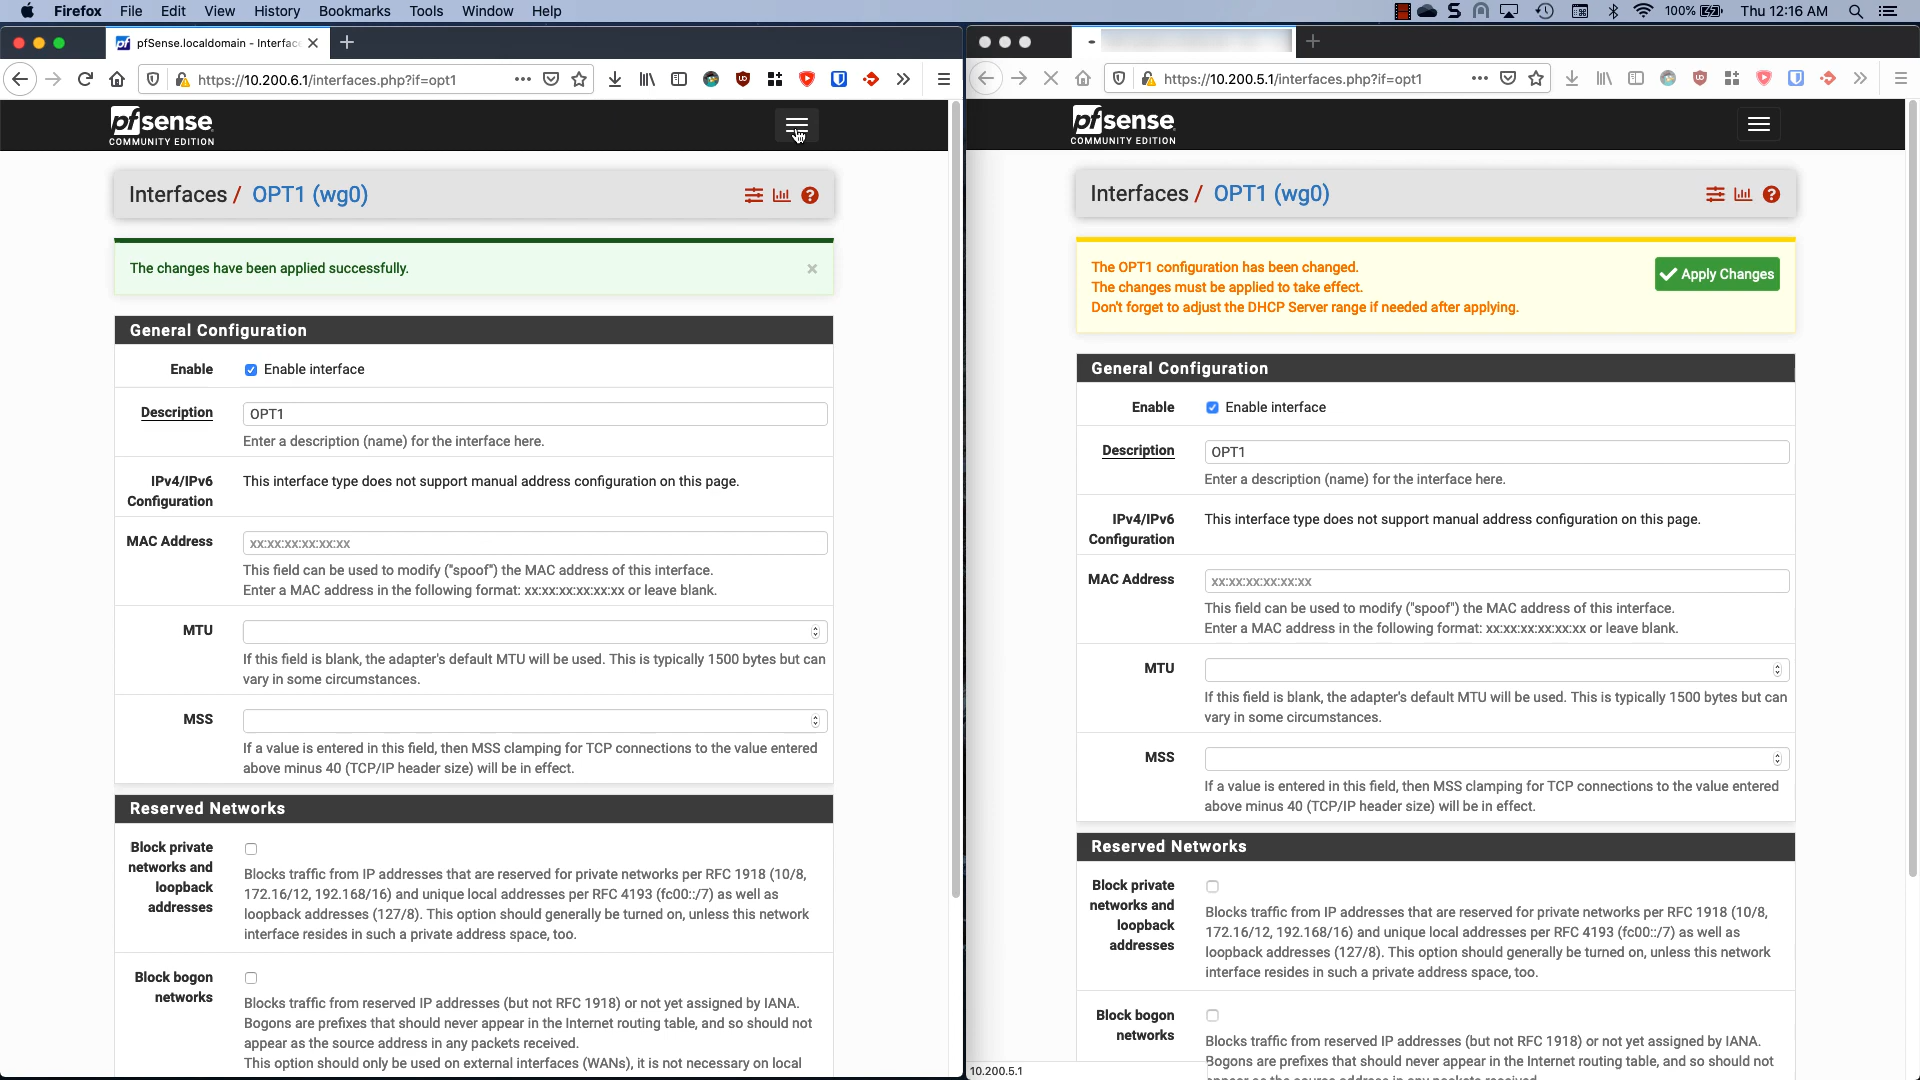 Firefox File Edit View History Bookmarks Tools Window Help
100% Thu 12:16 AM
pfSense.localdomain - Interfac
https://10.200.6.1/interfaces.php?if=opt1
pfsense
COMMUNITY EDITION
Interfaces / OPT1 (wg0)
The changes have been applied successfully.
General Configuration
Enable
Enable interface
Description
OPT1
Enter a description (name) for the interface here.
IPv4/IPv6
Configuration
This interface type does not support manual address configuration on this page.
MAC Address
xx:xx:xx:xx:xx:xx
This field can be used to modify ("spoof") the MAC address of this interface.
Enter a MAC address in the following format: xx:xx:xx:xx:xx:xx or leave blank.
MTU
If this field is blank, the adapter's default MTU will be used. This is typically 1500 bytes but can
vary in some circumstances.
MSS
If a value is entered in this field, then MSS clamping for TCP connections to the value entered
above minus 40 (TCP/IP header size) will be in effect.
Reserved Networks
Block private
networks and
loopback
addresses
Blocks traffic from IP addresses that are reserved for private networks per RFC 1918 (10/8,
172.16/12, 192.168/16) and unique local addresses per RFC 4193 (fc00::/7) as well as
loopback addresses (127/8). This option should generally be turned on, unless this network
interface resides in such a private address space, too.
Block bogon
networks
Blocks traffic from reserved IP addresses (but not RFC 1918) or not yet assigned by IANA.
Bogons are prefixes that should never appear in the Internet routing table, and so should not
appear as the source address in any packets received.
This option should only be used on external interfaces (WANs), it is not necessary on local
https://10.200.5.1/interfaces.php?if=opt1
pfsense
COMMUNITY EDITION
Interfaces / OPT1 (wg0)
The OPT1 configuration has been changed.
The changes must be applied to take effect.
Don't forget to adjust the DHCP Server range if needed after applying.
Apply Changes
General Configuration
Enable
Enable interface
Description
OPT1
Enter a description (name) for the interface here.
IPv4/IPv6
Configuration
This interface type does not support manual address configuration on this page.
MAC Address
xx:xx:xx:xx:xx:xx
This field can be used to modify ("spoof") the MAC address of this interface.
Enter a MAC address in the following format: xx:xx:xx:xx:xx:xx or leave blank.
MTU
If this field is blank, the adapter's default MTU will be used. This is typically 1500 bytes but can
vary in some circumstances.
MSS
If a value is entered in this field, then MSS clamping for TCP connections to the value entered
above minus 40 (TCP/IP header size) will be in effect.
Reserved Networks
Block private
networks and
loopback
addresses
Blocks traffic from IP addresses that are reserved for private networks per RFC 1918 (10/8,
172.16/12, 192.168/16) and unique local addresses per RFC 4193 (fc00::/7) as well as
loopback addresses (127/8). This option should generally be turned on, unless this network
interface resides in such a private address space, too.
Block bogon
networks
Blocks traffic from reserved IP addresses (but not RFC 1918) or not yet assigned by IANA.
Bogons are prefixes that should never appear in the Internet routing table, and so should not
10.200.5.1